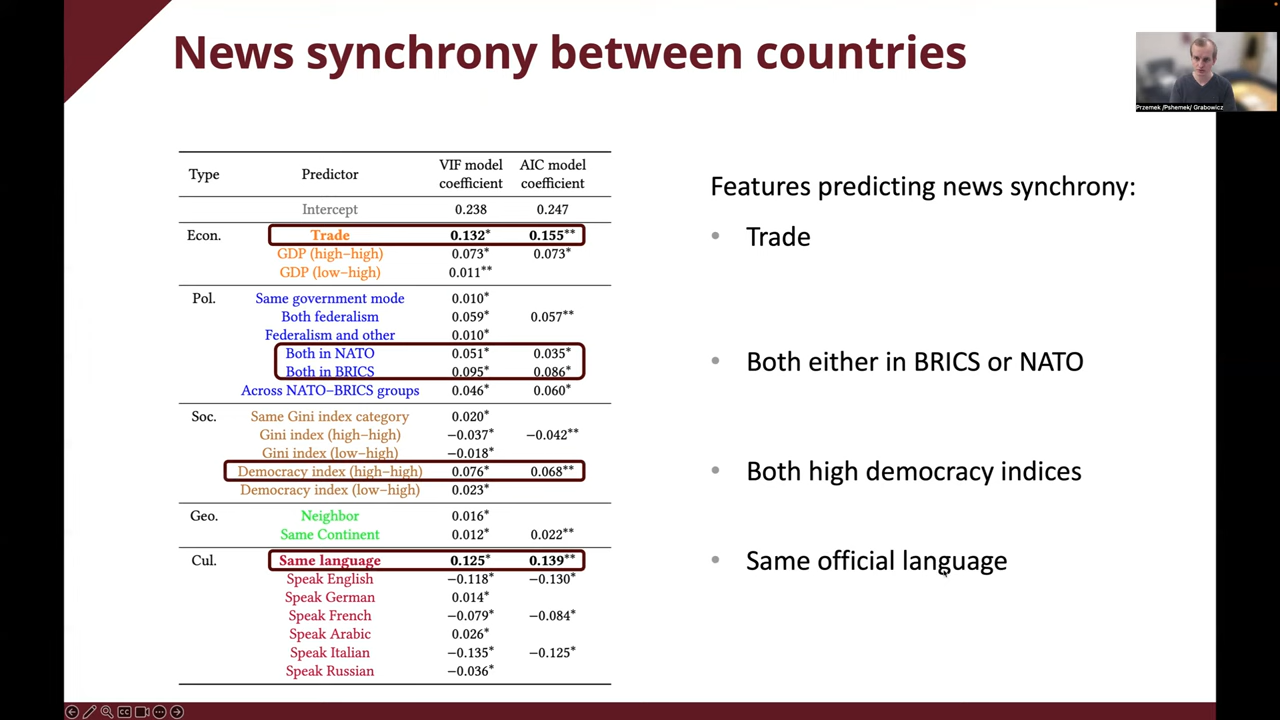 News synchrony between countries
Przemek /Pshemek/ Grabowicz
Type Predictor VIF model coefficient AIC model coefficient
Intercept 0.238 0.247
Econ. Trade 0.132* 0.155**
GDP (high–high) 0.073* 0.073*
GDP (low–high) 0.011**
Pol. Same government mode 0.010*
Both federalism 0.059* 0.057**
Federalism and other 0.010*
Both in NATO 0.051* 0.035*
Both in BRICS 0.095* 0.086*
Across NATO–BRICS groups 0.046* 0.060*
Soc. Same Gini index category 0.020*
Gini index (high–high) −0.037* −0.042**
Gini index (low–high) −0.018*
Democracy index (high–high) 0.076* 0.068**
Democracy index (low–high) 0.023*
Geo. Neighbor 0.016*
Same Continent 0.012* 0.022**
Cul. Same language 0.125* 0.139**
Speak English −0.118* −0.130*
Speak German 0.014*
Speak French −0.079* −0.084*
Speak Arabic 0.026*
Speak Italian −0.135* −0.125*
Speak Russian −0.036*
Features predicting news synchrony:
• Trade
• Both either in BRICS or NATO
• Both high democracy indices
• Same official language